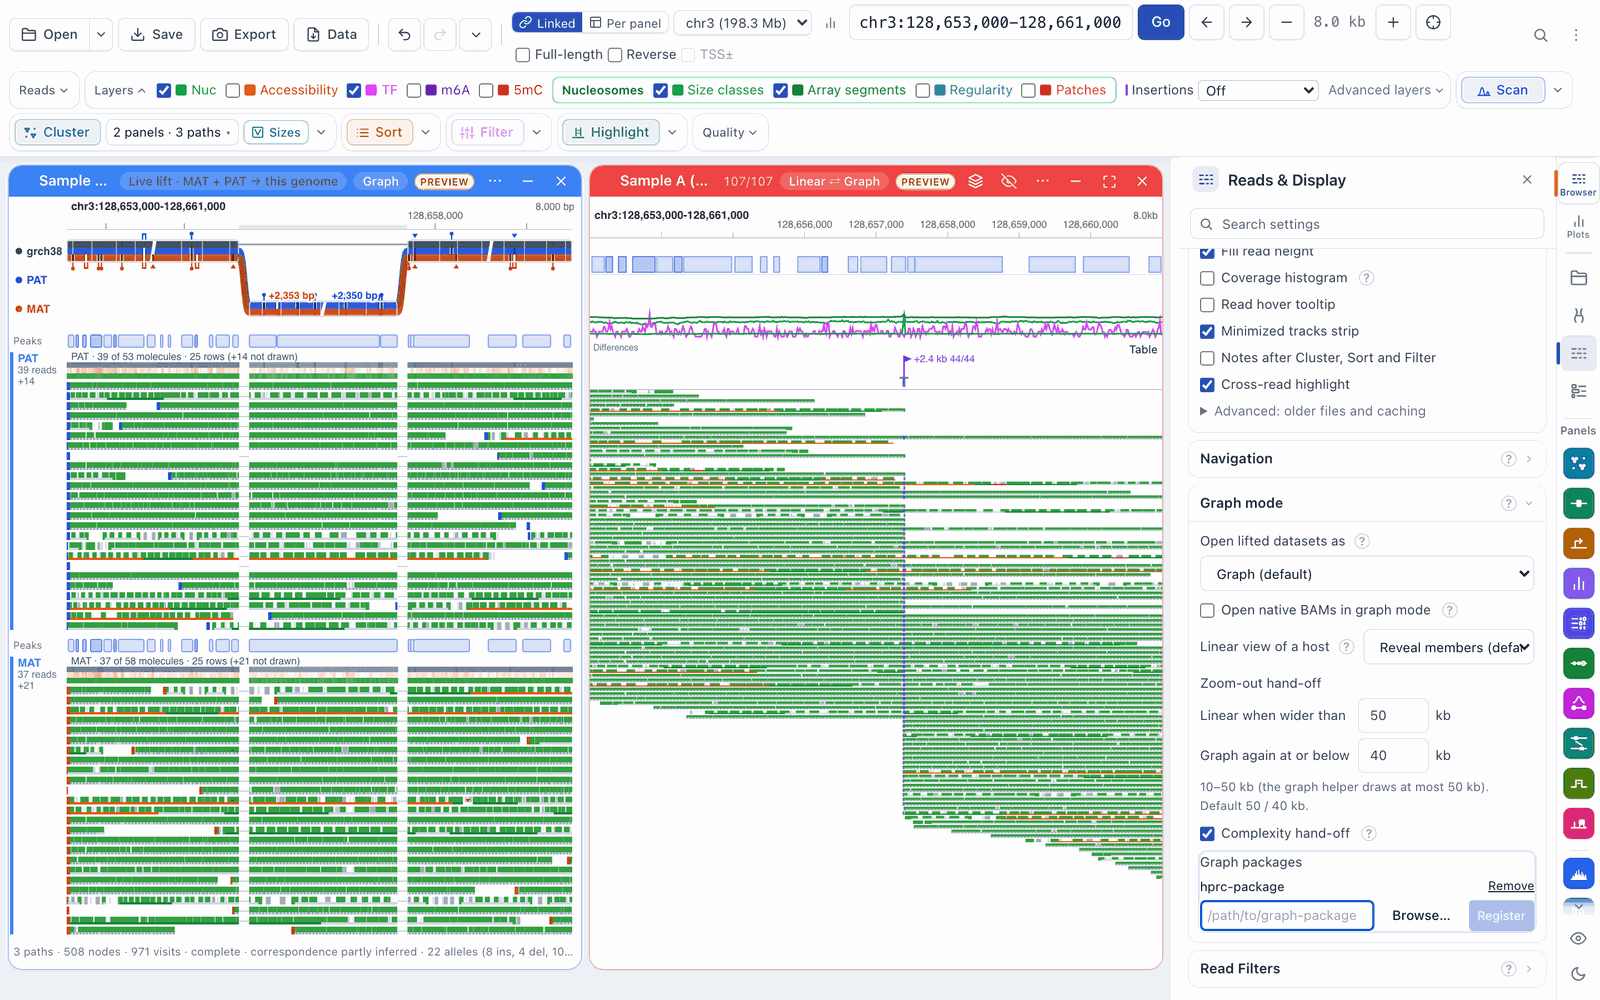 Open
Save
Export
Data
Linked
Per panel
chr3 (198.3 Mb)
chr3:128,653,000–128,661,000
Go
8.0 kb
Full-length
Reverse
TSS±
Reads
Layers
Nuc
Accessibility
TF
m6A
5mC
Nucleosomes
Size classes
Array segments
Regularity
Patches
Insertions
Off
Advanced layers
Scan
Cluster
2 panels · 3 paths
Sizes
Sort
Filter
Highlight
Quality
Sample ...
Live lift · MAT + PAT → this genome
Graph
PREVIEW
chr3:128,653,000-128,661,000
8,000 bp
128,658,000
grch38
PAT
MAT
+2,353 bp
+2,350 bp
Peaks
PAT
39 reads
+14
PAT · 39 of 53 molecules · 25 rows (+14 not drawn)
Peaks
MAT
37 reads
+21
MAT · 37 of 58 molecules · 25 rows (+21 not drawn)
3 paths · 508 nodes · 971 visits · complete · correspondence partly inferred · 22 alleles (8 ins, 4 del, 10...
Sample A (...
107/107
Linear ⇌ Graph
PREVIEW
chr3:128,653,000-128,661,000
8.0kb
128,656,000
128,657,000
128,658,000
128,659,000
128,660,000
Differences
Table
+2.4 kb 44/44
Reads & Display
Search settings
Fill read height
Coverage histogram
Read hover tooltip
Minimized tracks strip
Notes after Cluster, Sort and Filter
Cross-read highlight
Advanced: older files and caching
Navigation
Graph mode
Open lifted datasets as
Graph (default)
Open native BAMs in graph mode
Linear view of a host
Reveal members (defa
Zoom-out hand-off
Linear when wider than
50
kb
Graph again at or below
40
kb
10–50 kb (the graph helper draws at most 50 kb).
Default 50 / 40 kb.
Complexity hand-off
Graph packages
hprc-package
Remove
/path/to/graph-package
Browse...
Register
Read Filters
Browser
Plots
Panels